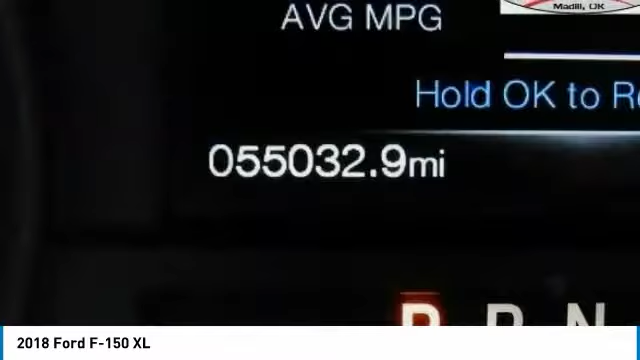 AVG MPG
Madill, OK
Hold OK to R
055032.9mi
P R N
2018 Ford F-150 XL